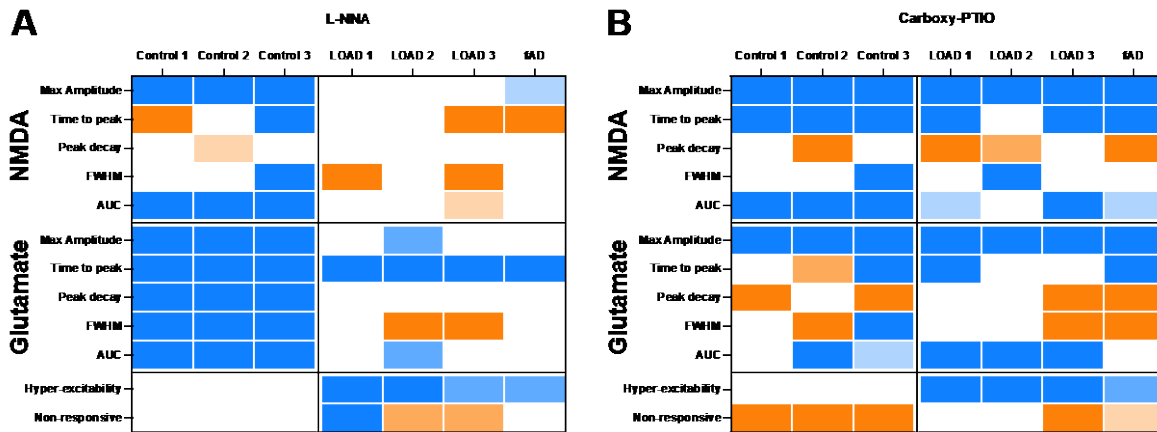 A
L-NNA
Control 1 Control 2 Control 3 LOAD 1 LOAD 2 LOAD 3 fAD
NMDA
Max Amplitude
Time to peak
Peak decay
FWHM
AUC
Glutamate
Max Amplitude
Time to peak
Peak decay
FWHM
AUC
Hyper-excitability
Non-responsive
B
Carboxy-PTIO
Control 1 Control 2 Control 3 LOAD 1 LOAD 2 LOAD 3 fAD
NMDA
Max Amplitude
Time to peak
Peak decay
FWHM
AUC
Glutamate
Max Amplitude
Time to peak
Peak decay
FWHM
AUC
Hyper-excitability
Non-responsive